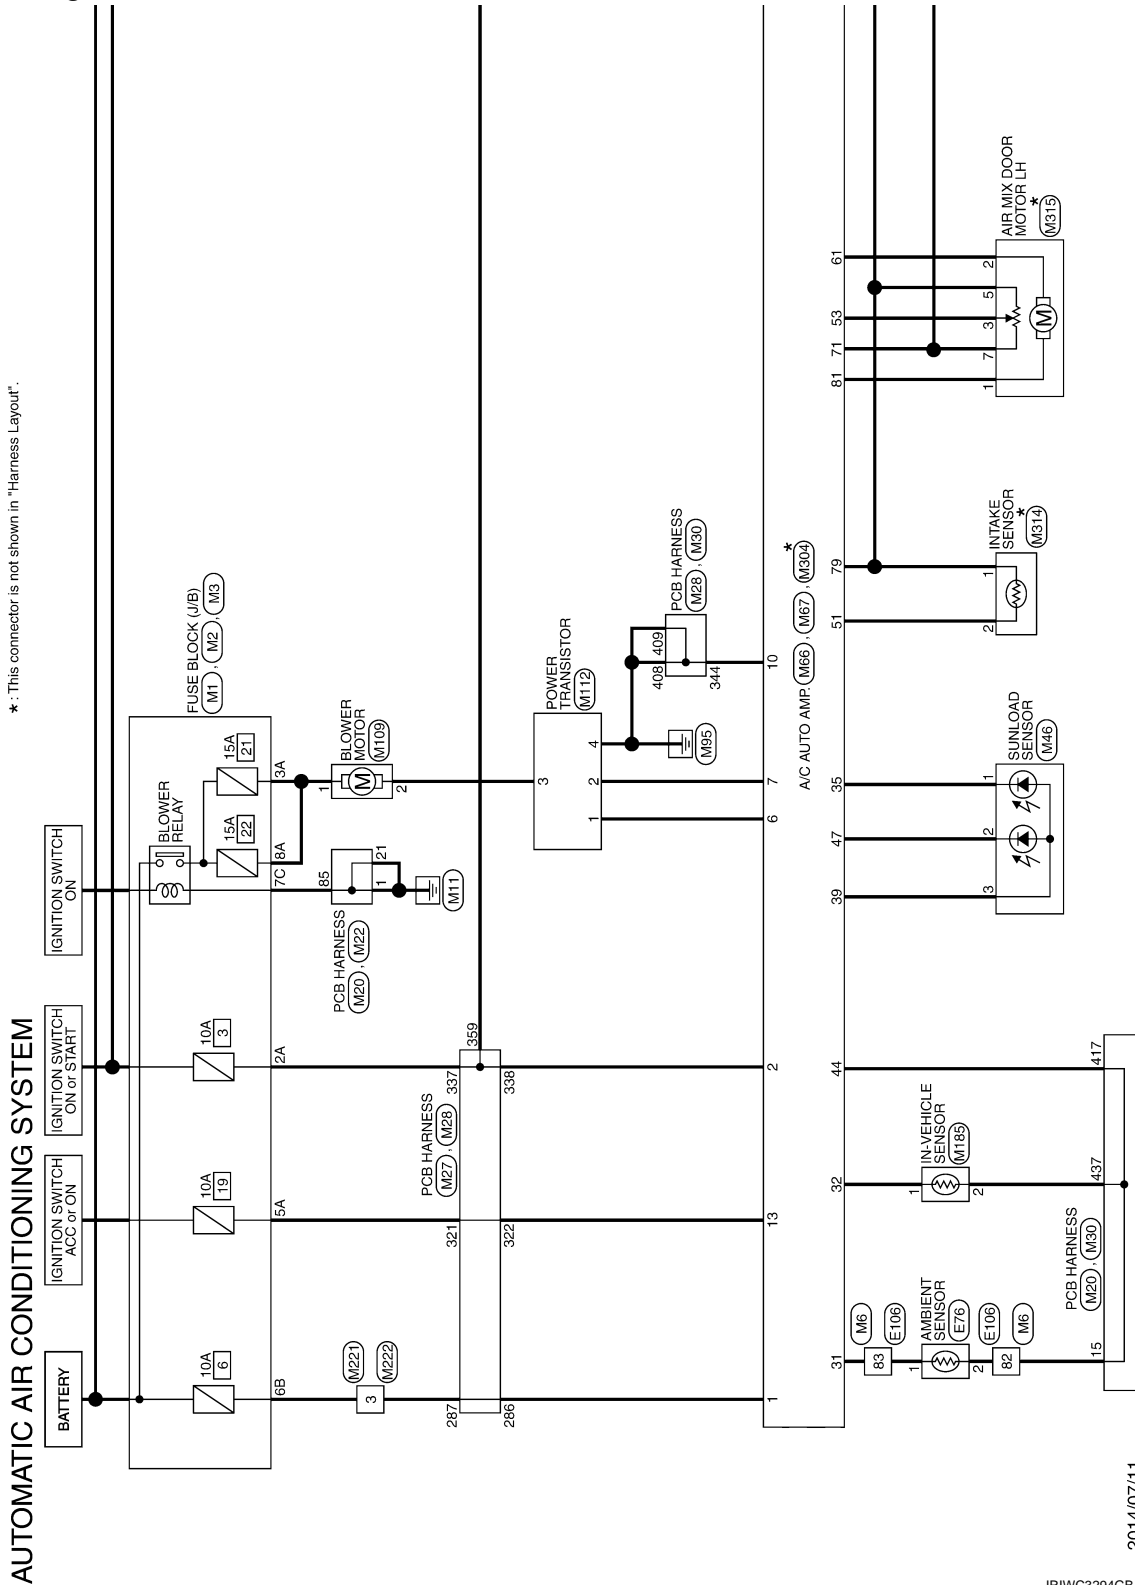 AUTOMATIC AIR CONDITIONING SYSTEM
* : This connector is not shown in "Harness Layout".
BATTERY
IGNITION SWITCH
ACC or ON
IGNITION SWITCH
ON or START
IGNITION SWITCH
ON
10A
6
10A
19
10A
3
BLOWER
RELAY
15A
22
15A
21
FUSE BLOCK (J/B)
M1 , M2 , M3
6B
5A
2A
7C
8A
3A
M221
3
M222
PCB HARNESS
M20 , M22
85
1
21
M11
1
BLOWER
MOTOR
M109
M
2
287
321
PCB HARNESS
M27 , M28
337
359
286
322
338
POWER
TRANSISTOR
M112
3
1
2
4
M95
PCB HARNESS
M28 , M30
408
409
344
1
13
2
6
7
10
A/C AUTO AMP.
M66 , M67 , M304
*
31
32
44
39
47
35
51
79
81
71
53
61
M6
83
E106
1
AMBIENT
SENSOR
E76
2
E106
82
M6
1
IN-VEHICLE
SENSOR
M185
2
3
2
1
SUNLOAD
SENSOR
M46
2
1
INTAKE
SENSOR
*
M314
1
7
3
5
2
M
AIR MIX DOOR
MOTOR LH
*
M315
15
PCB HARNESS
M20 , M30
437
417
2014/07/11
JRIWC3294GB